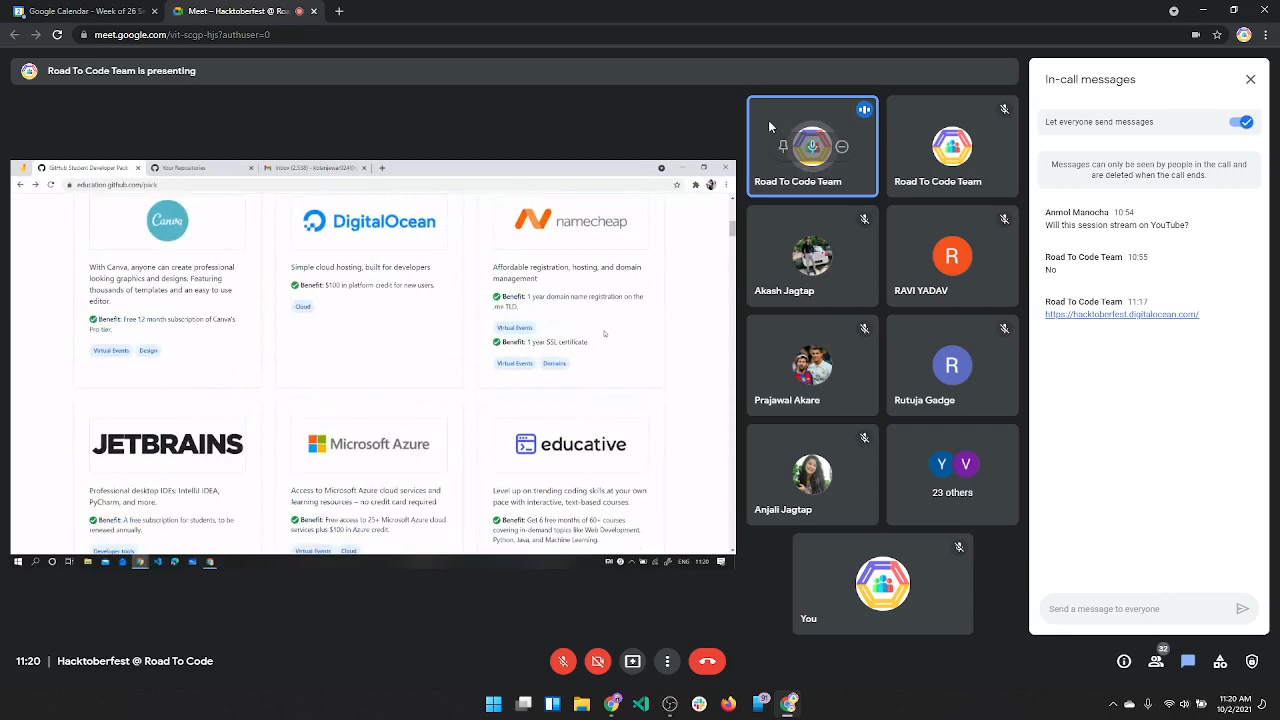 Google Calendar - Week of 26 Se
Meet – Hacktoberfest @ Roa
meet.google.com/vit-scgp-hjs?authuser=0
Road To Code Team is presenting
GitHub Student Developer Pack
Your Repositories
education.github.com/pack
Canva
With Canva, anyone can create professional
looking graphics and designs. Featuring
thousands of templates and an easy to use
editor.
Benefit: Free 12 month subscription of Canva's
Pro tier.
Virtual Events Design
DigitalOcean
Simple cloud hosting, built for developers
Benefit: $100 in platform credit for new users.
Cloud
namecheap
Affordable registration, hosting, and domain
management
Benefit: 1 year domain name registration on the
.me TLD.
Virtual Events
Benefit: 1 year SSL certificate.
Virtual Events Domains
JETBRAINS
Professional desktop IDEs: IntelliJ IDEA,
PyCharm, and more.
Benefit: A free subscription for students, to be
renewed annually.
Developer tools
Microsoft Azure
Access to Microsoft Azure cloud services and
learning resources – no credit card required
Benefit: Free access to 25+ Microsoft Azure cloud
services plus $100 in Azure credit.
Virtual Events Cloud
educative
Level up on trending coding skills at your own
pace with interactive, text-based courses.
Benefit: Get 6 free months of 60+ courses
covering in-demand topics like Web Development,
Python, Java, and Machine Learning.
ENG 11:20
Road To Code Team
Road To Code Team
Akash Jagtap
R
RAVI YADAV
Prajawal Akare
R
Rutuja Gadge
Anjali Jagtap
Y V
23 others
You
In-call messages
Let everyone send messages
Messages can only be seen by people in the call and
are deleted when the call ends.
Anmol Manocha 10:54
Will this session stream on YouTube?
Road To Code Team 10:55
No
Road To Code Team 11:17
https://hacktoberfest.digitalocean.com/
Send a message to everyone
11:20 | Hacktoberfest @ Road To Code
32
91
11:20 AM
10/2/2021